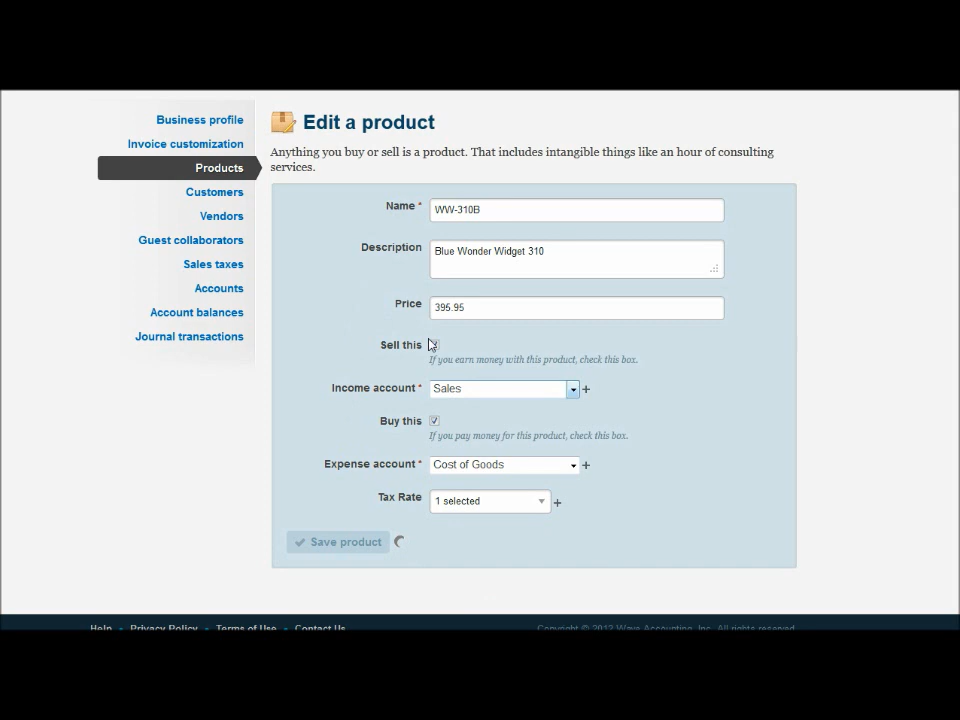 Business profile
Invoice customization
Products
Customers
Vendors
Guest collaborators
Sales taxes
Accounts
Account balances
Journal transactions
Edit a product
Anything you buy or sell is a product. That includes intangible things like an hour of consulting
services.
Name * WW-310B
Description Blue Wonder Widget 310
Price 395.95
Sell this
If you earn money with this product, check this box.
Income account * Sales +
Buy this
If you pay money for this product, check this box.
Expense account * Cost of Goods +
Tax Rate 1 selected +
Save product
Help • Privacy Policy • Terms of Use • Contact Us
Copyright © 2012 Wave Accounting, Inc. All rights reserved.